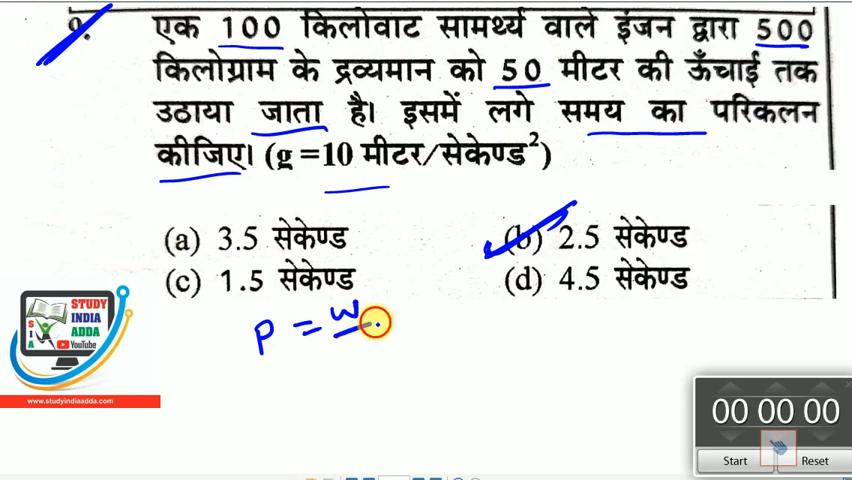 9. एक 100 किलोवाट सामर्थ्य वाले इंजन द्वारा 500
किलोग्राम के द्रव्यमान को 50 मीटर की ऊँचाई तक
उठाया जाता है। इसमें लगे समय का परिकलन
कीजिए। (g =10 मीटर/सेकेण्ड²)
(a) 3.5 सेकेण्ड (b) 2.5 सेकेण्ड
(c) 1.5 सेकेण्ड (d) 4.5 सेकेण्ड
P = W
STUDY
INDIA
ADDA
YouTube
SIA
www.studyindiaadda.com
00 00 00
Start Reset